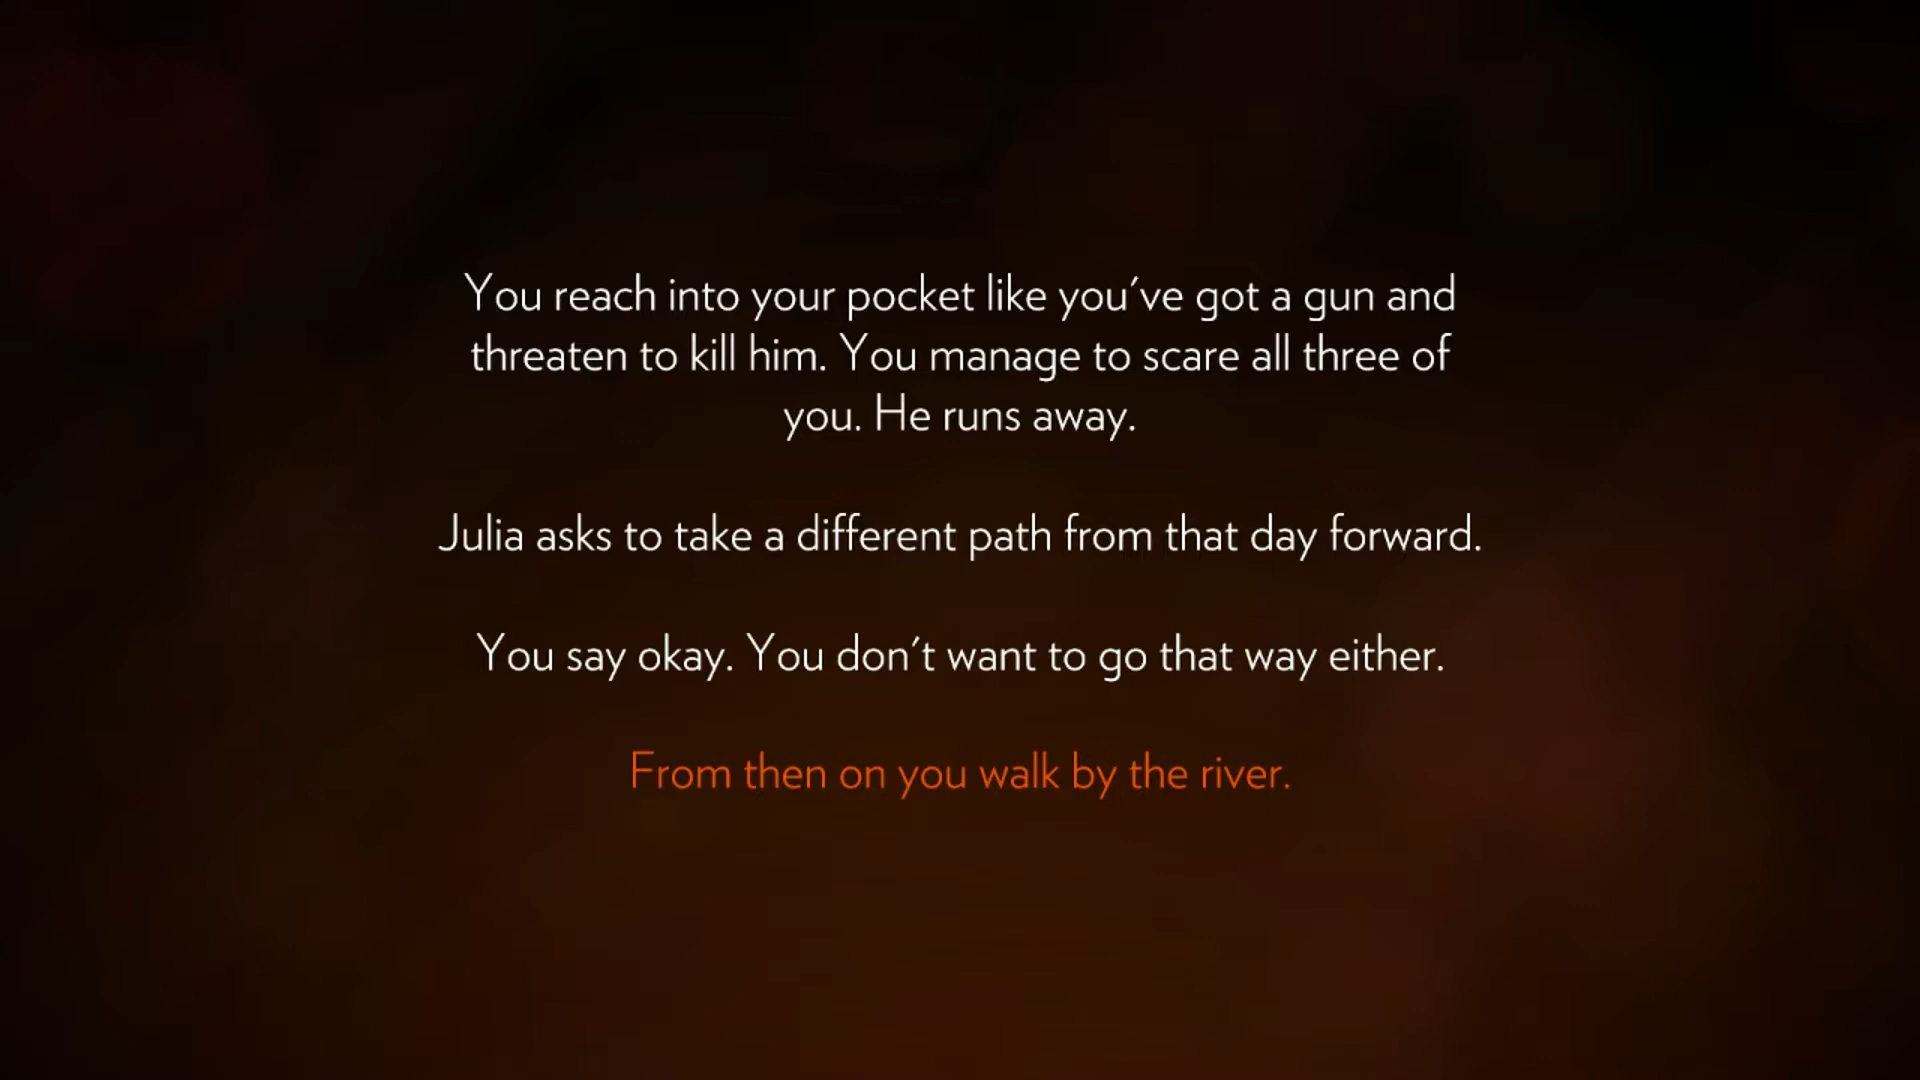 You reach into your pocket like you've got a gun and
threaten to kill him. You manage to scare all three of
you. He runs away.
Julia asks to take a different path from that day forward.
You say okay. You don't want to go that way either.
From then on you walk by the river.